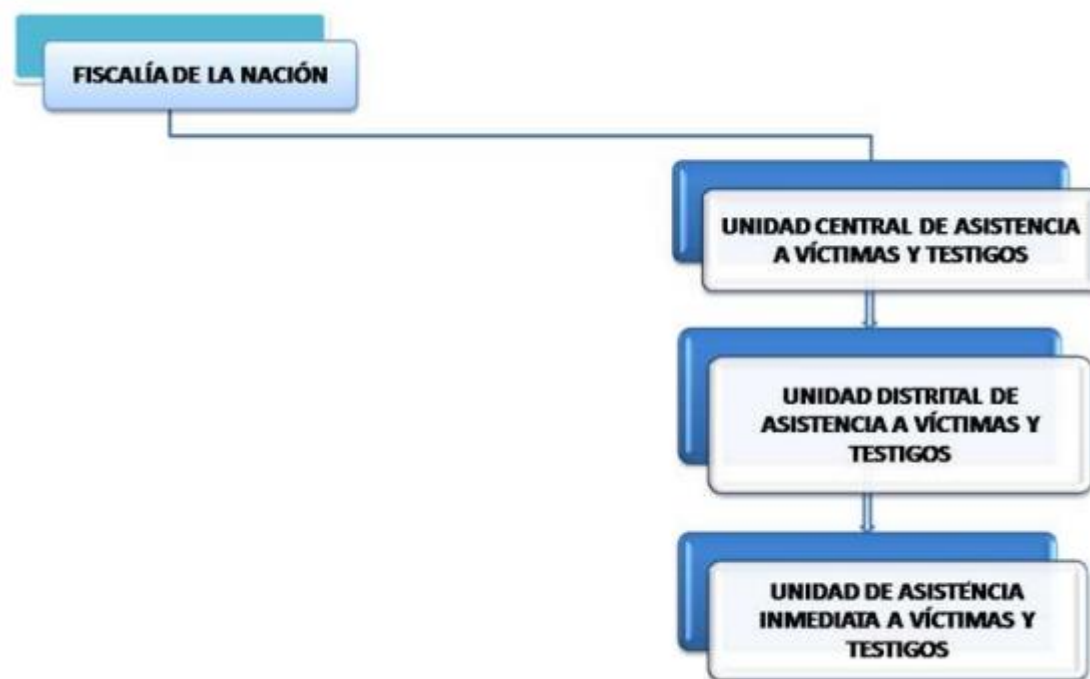 FISCALÍA DE LA NACIÓN
UNIDAD CENTRAL DE ASISTENCIA
A VÍCTIMAS Y TESTIGOS
UNIDAD DISTRITAL DE
ASISTENCIA A VÍCTIMAS Y
TESTIGOS
UNIDAD DE ASISTENCIA
INMEDIATA A VÍCTIMAS Y
TESTIGOS